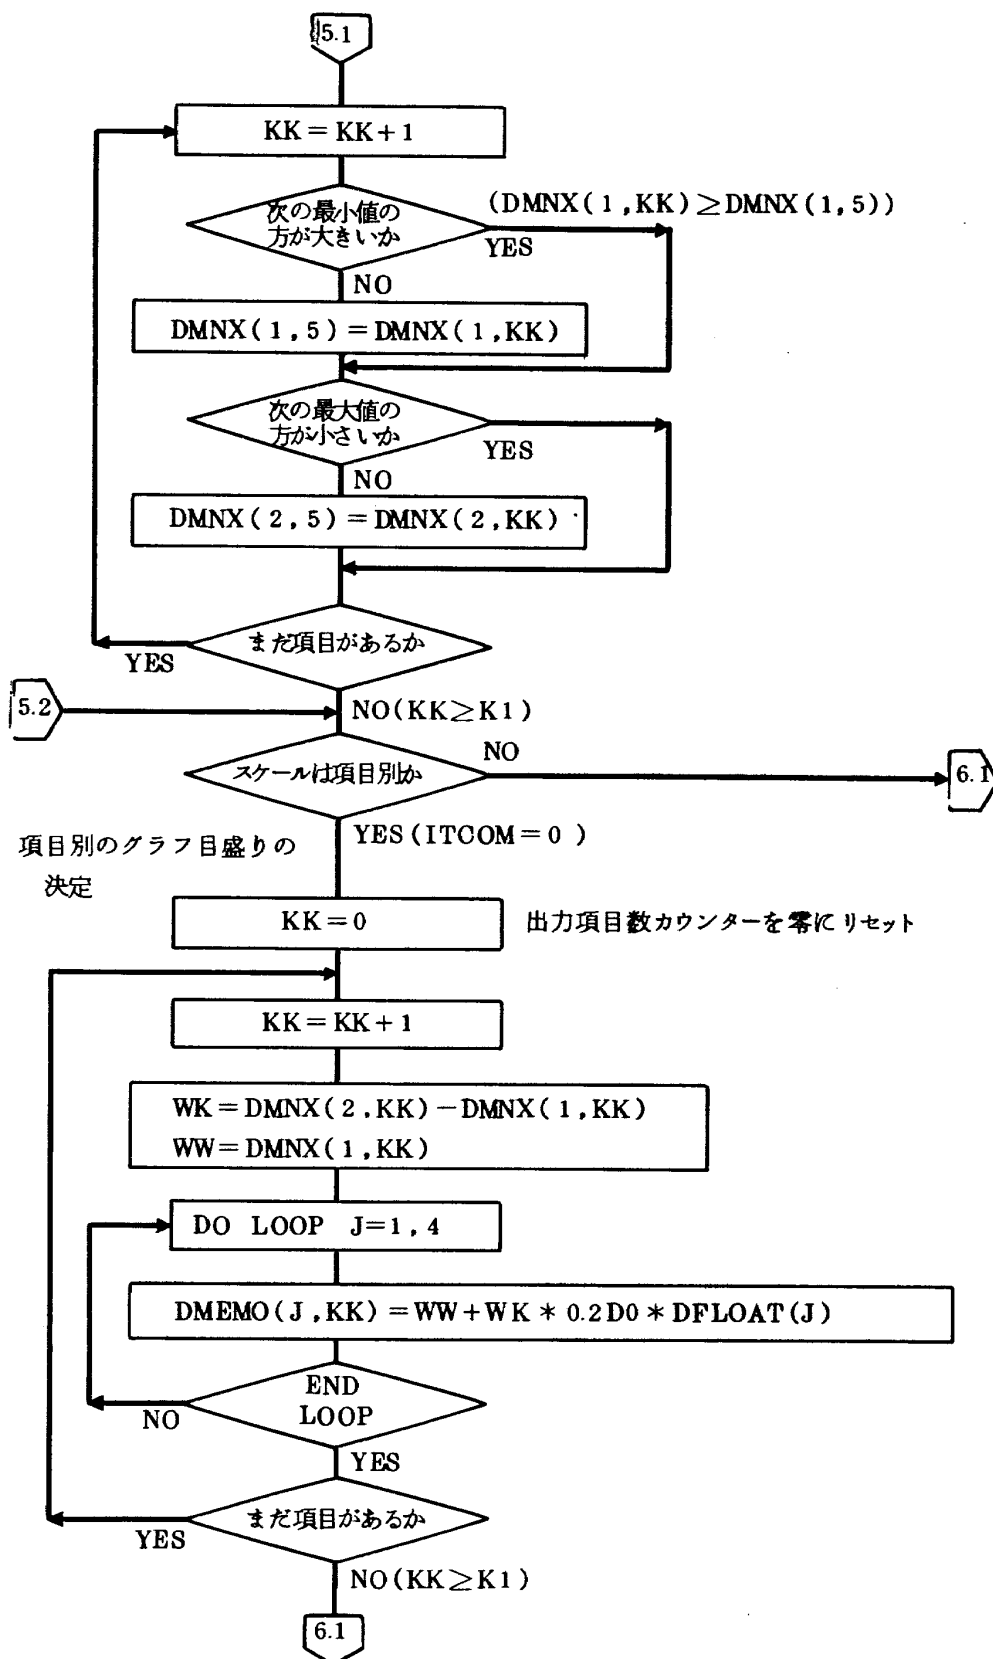 5.1
KK=KK+1
次の最小値の
方が大きいか
(DMNX(1,KK)≥DMNX(1,5))
YES
NO
DMNX(1,5)=DMNX(1,KK)
次の最大値の
方が小さいか
YES
NO
DMNX(2,5)=DMNX(2,KK)
まだ項目があるか
YES
5.2
NO(KK≥K1)
スケールは項目別か
NO
6.1
YES(ITCOM=0)
項目別のグラフ目盛りの
決定
KK=0
出力項目数カウンターを零にリセット
KK=KK+1
WK=DMNX(2,KK)-DMNX(1,KK)
WW=DMNX(1,KK)
DO LOOP J=1,4
DMEMO(J,KK)=WW+WK*0.2D0*DFLOAT(J)
END
LOOP
NO
YES
まだ項目があるか
YES
NO(KK≥K1)
6.1